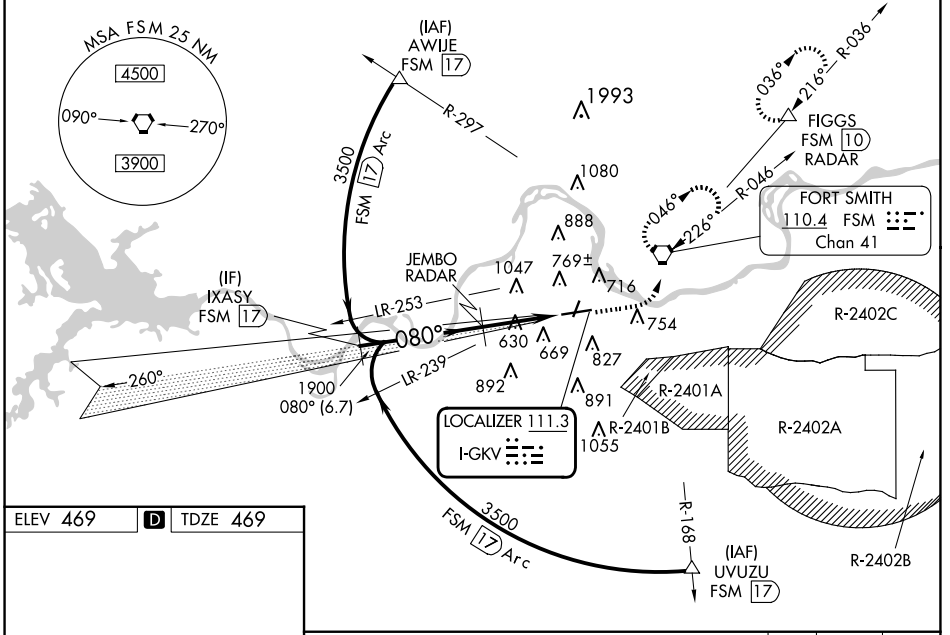 MSA FSM 25 NM
4500
090°
270°
3900
(IAF)
AWIJE
FSM 17
R-297
3500
FSM 17 Arc
1993
1080
888
769±
716
1047
754
630
669
827
892
891
1055
036°
216°
R-036
FIGGS
FSM 10
RADAR
046°
226°
R-046
FORT SMITH
110.4 FSM
Chan 41
JEMBO
RADAR
(IF)
IXASY
FSM 17
LR-253
080°
LR-239
260°
1900
080° (6.7)
LOCALIZER 111.3
I-GKV
R-2402C
R-2401A
R-2401B
R-2402A
R-2402B
3500
FSM 17 Arc
R-168
(IAF)
UVUZU
FSM 17
ELEV 469 D TDZE 469